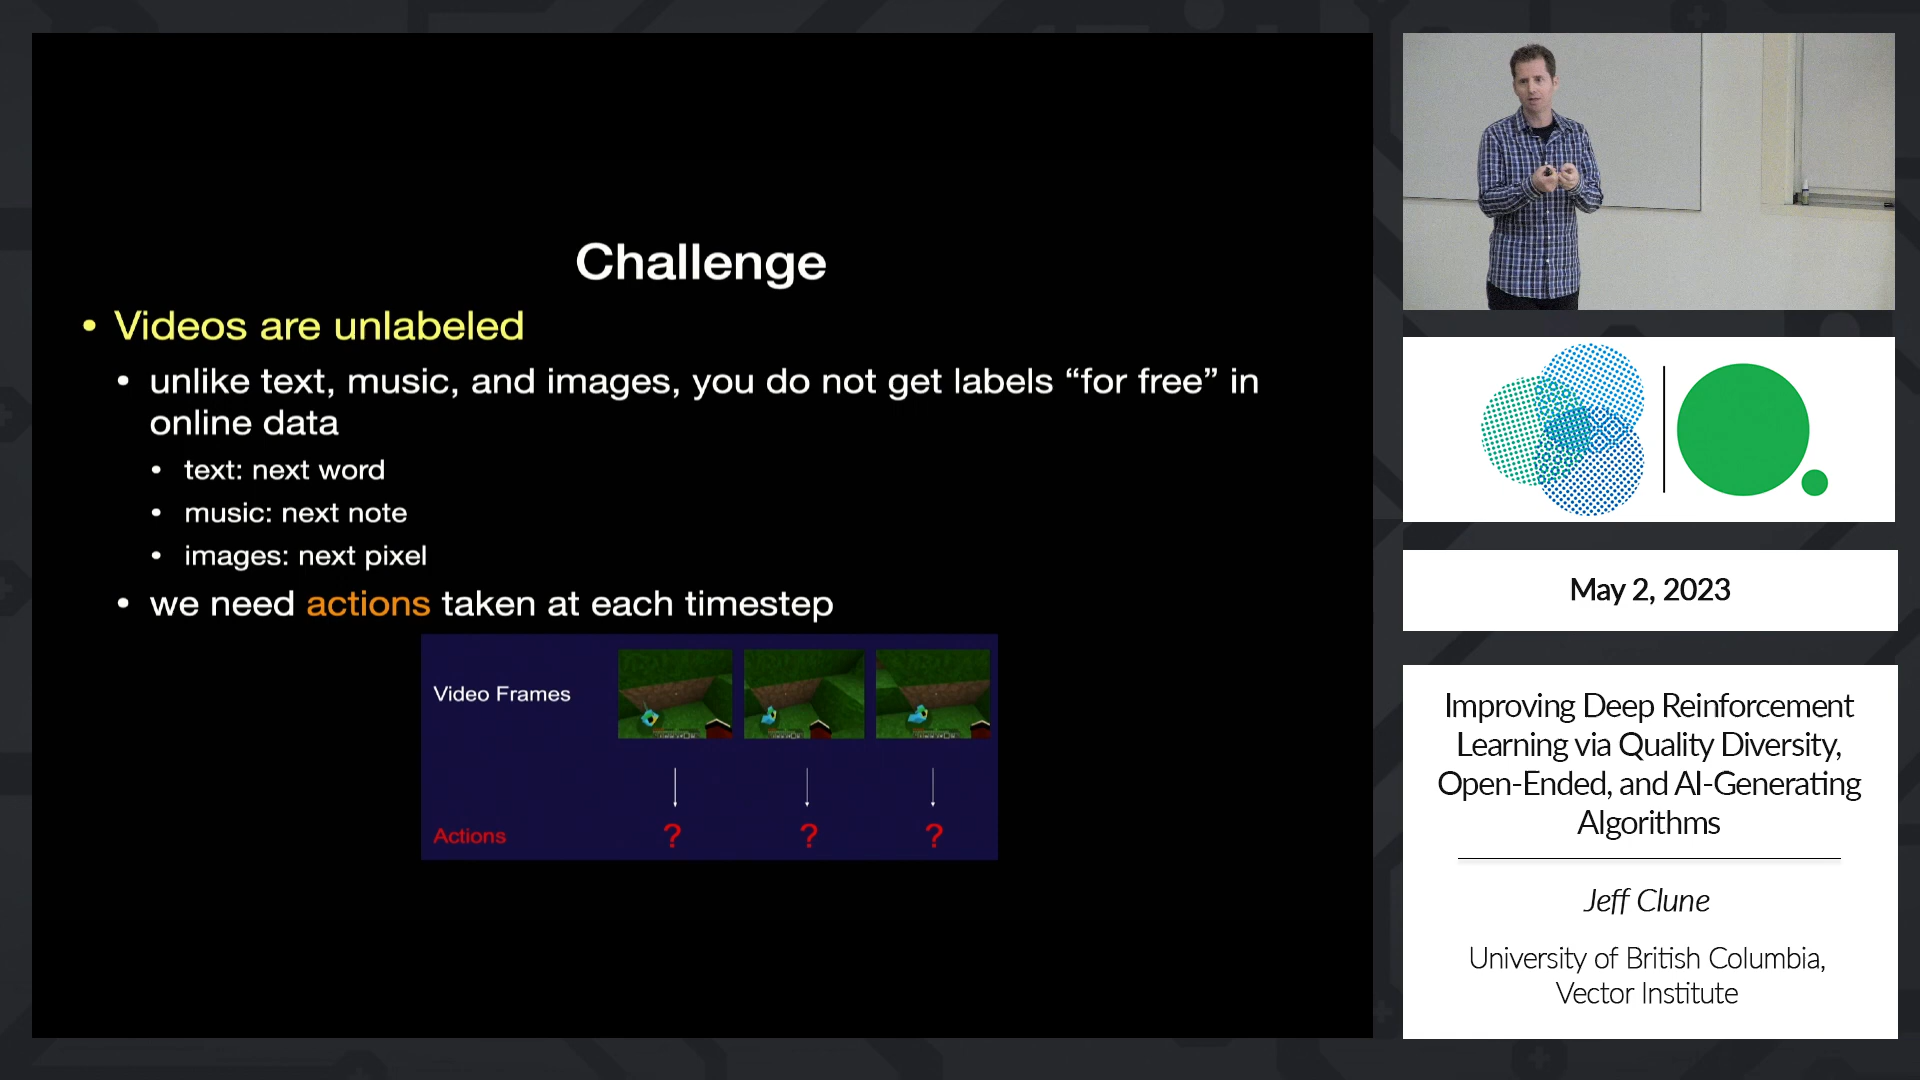 Challenge
• Videos are unlabeled
• unlike text, music, and images, you do not get labels “for free” in
online data
• text: next word
• music: next note
• images: next pixel
• we need actions taken at each timestep
Video Frames
Actions ? ? ?
May 2, 2023
Improving Deep Reinforcement
Learning via Quality Diversity,
Open-Ended, and AI-Generating
Algorithms
Jeff Clune
University of British Columbia,
Vector Institute